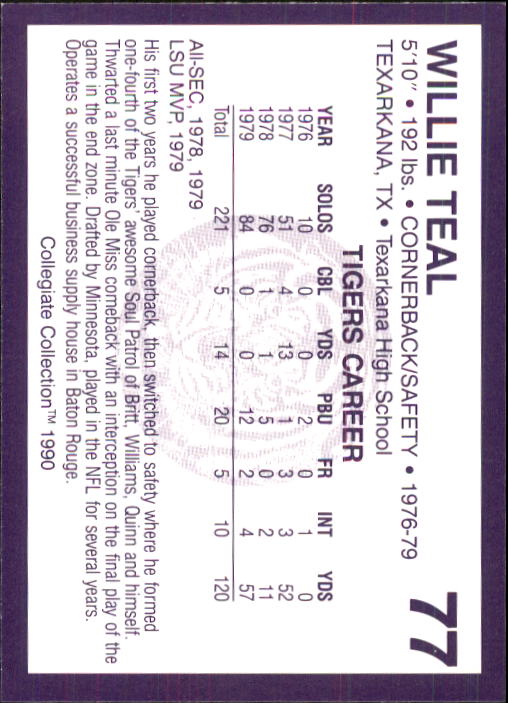 WILLIE TEAL 77
5'10" • 192 lbs. • CORNERBACK/SAFETY • 1976-79
TEXARKANA, TX • Texarkana High School
TIGERS CAREER
YEAR SOLOS CBL YDS PBU FR INT YDS
1976 10 0 0 2 0 1 0
1977 51 4 13 1 3 3 52
1978 76 1 1 5 0 2 11
1979 84 0 0 12 2 4 57
Total 221 5 14 20 5 10 120
All-SEC, 1978, 1979
LSU MVP, 1979
His first two years he played cornerback, then switched to safety where he formed
one-fourth of the Tigers' awesome Soul Patrol of Britt, Williams, Quinn and himself.
Thwarted a last minute Ole Miss comeback with an interception on the final play of the
game in the end zone. Drafted by Minnesota, played in the NFL for several years.
Operates a successful business supply house in Baton Rouge.
Collegiate Collection™ 1990